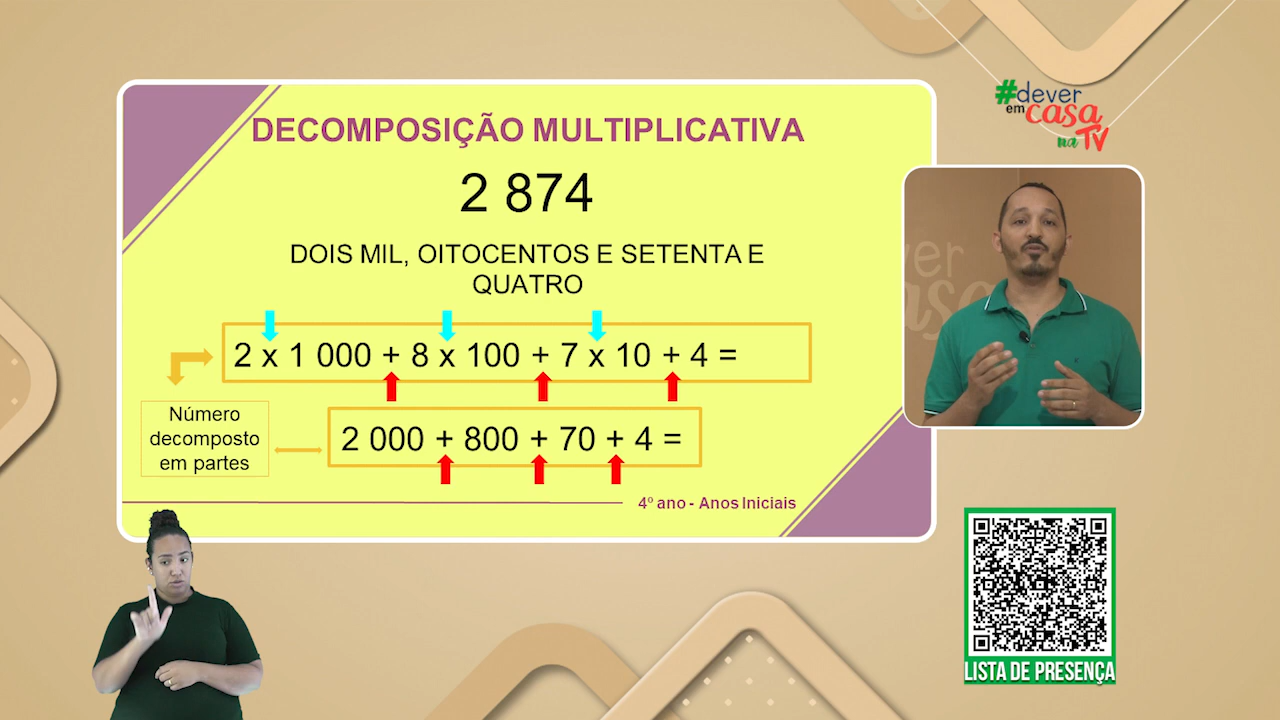 DECOMPOSIÇÃO MULTIPLICATIVA
2 874
DOIS MIL, OITOCENTOS E SETENTA E
QUATRO
2 x 1 000 + 8 x 100 + 7 x 10 + 4 =
Número
decomposto
em partes
2 000 + 800 + 70 + 4 =
4º ano - Anos Iniciais
#dever
em casa
na TV
ver
asa
LISTA DE PRESENÇA